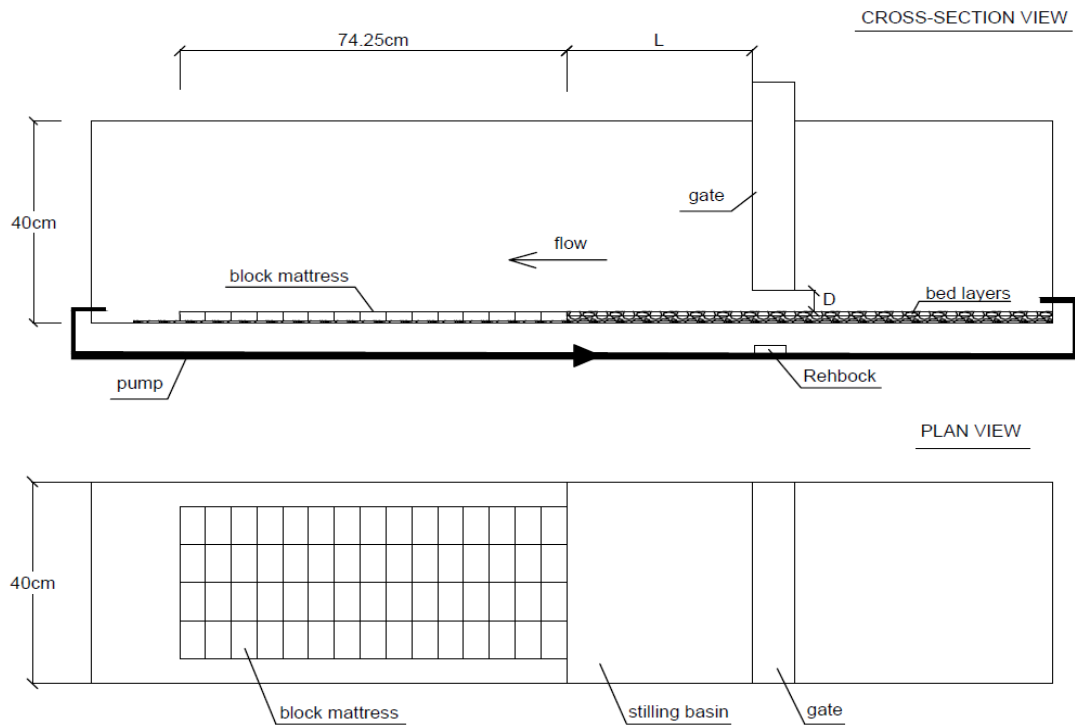 CROSS-SECTION VIEW
74.25cm
L
40cm
gate
flow
block mattress
D
bed layers
pump
Rehbock
PLAN VIEW
40cm
block mattress
stilling basin
gate